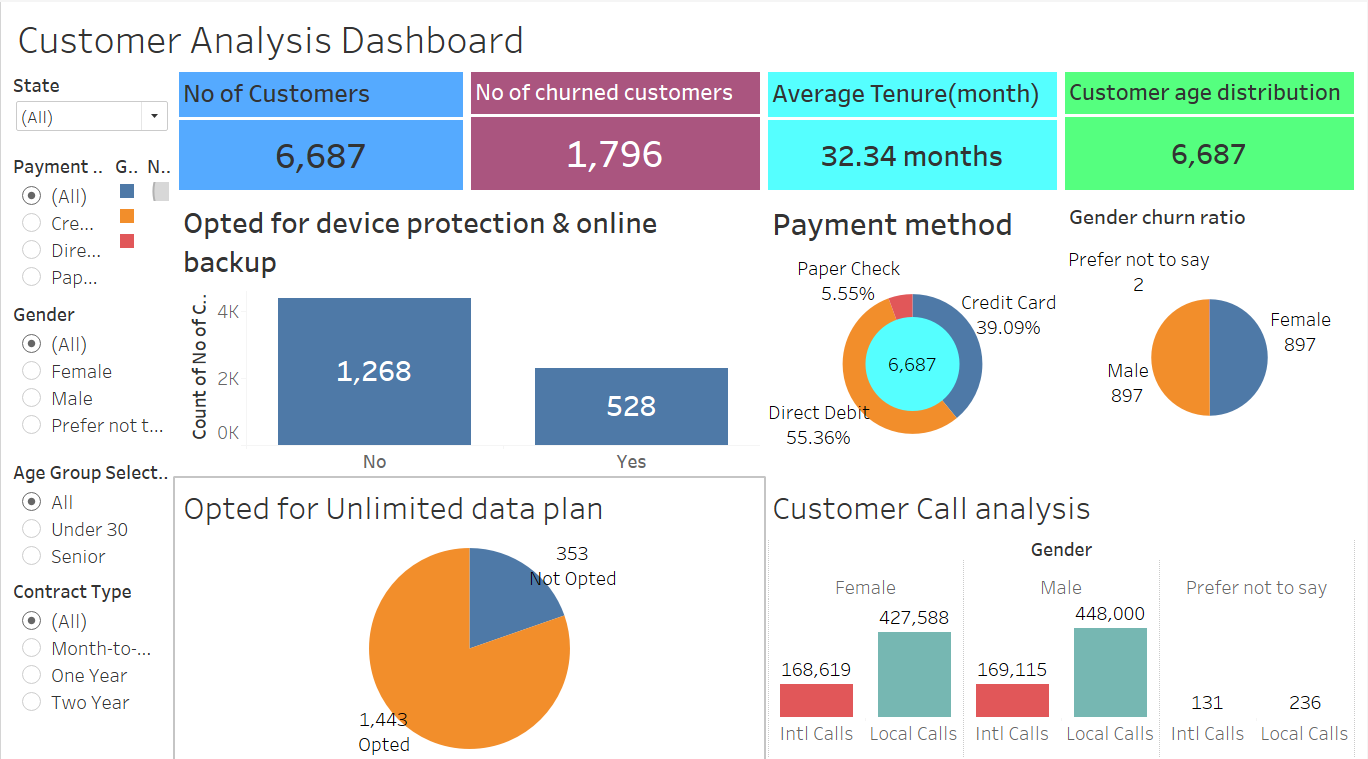 Customer Analysis Dashboard
State
(All)
Payment ..
G..
N..
(All)
Cre...
Dire...
Pap...
Gender
(All)
Female
Male
Prefer not t...
Age Group Select..
All
Under 30
Senior
Contract Type
(All)
Month-to-...
One Year
Two Year
No of Customers
6,687
No of churned customers
1,796
Average Tenure(month)
32.34 months
Customer age distribution
6,687
Opted for device protection & online
backup
Count of No of C..
4K
2K
0K
1,268
528
No
Yes
Payment method
Paper Check
5.55%
Credit Card
39.09%
6,687
Direct Debit
55.36%
Gender churn ratio
Prefer not to say
2
Female
897
Male
897
Opted for Unlimited data plan
353
Not Opted
1,443
Opted
Customer Call analysis
Gender
Female
Male
Prefer not to say
168,619
427,588
169,115
448,000
131
236
Intl Calls
Local Calls
Intl Calls
Local Calls
Intl Calls
Local Calls